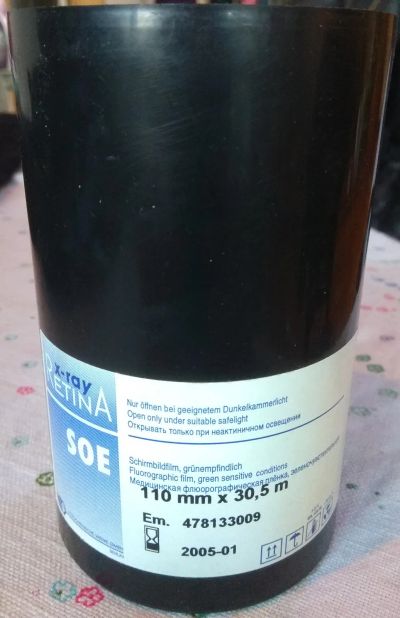 x-ray
RETINA
SOE
Nur öffnen bei geeignetem Dunkelkammerlicht
Open only under suitable safelight
Открывать только при неактиничном освещении
Schirmbildfilm, grünempfindlich
Fluorographic film, green sensitive conditions
Медицинская флюорографическая плёнка,
110 mm x 30,5 m
Em. 478133009
2005-01